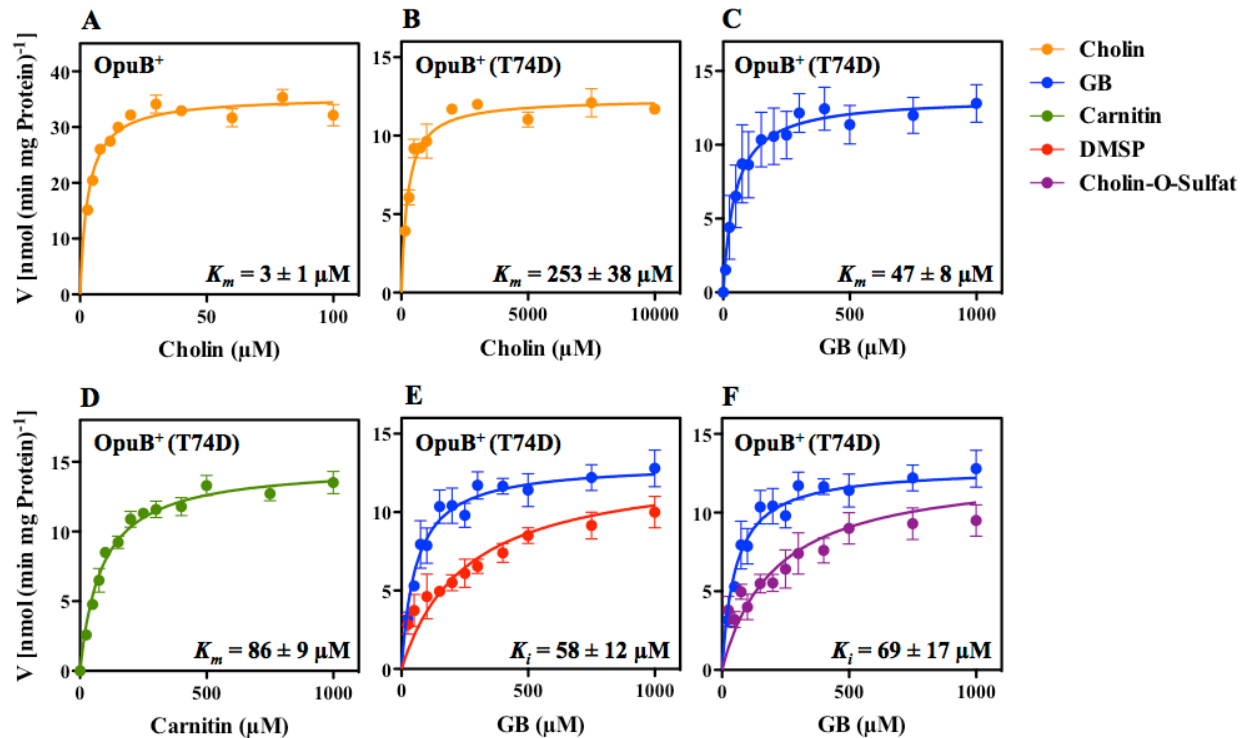 A
B
C
V [nmol (min mg Protein)-1]
40
30
20
10
0
OpuB+
Km = 3 ± 1 µM
0 50 100
Cholin (µM)
15
10
5
0
OpuB+ (T74D)
Km = 253 ± 38 µM
0 5000 10000
Cholin (µM)
15
10
5
0
OpuB+ (T74D)
Km = 47 ± 8 µM
0 500 1000
GB (µM)
Cholin
GB
Carnitin
DMSP
Cholin-O-Sulfat
D
E
F
V [nmol (min mg Protein)-1]
15
10
5
0
OpuB+ (T74D)
Km = 86 ± 9 µM
0 500 1000
Carnitin (µM)
15
10
5
0
OpuB+ (T74D)
Ki = 58 ± 12 µM
0 500 1000
GB (µM)
15
10
5
0
OpuB+ (T74D)
Ki = 69 ± 17 µM
0 500 1000
GB (µM)